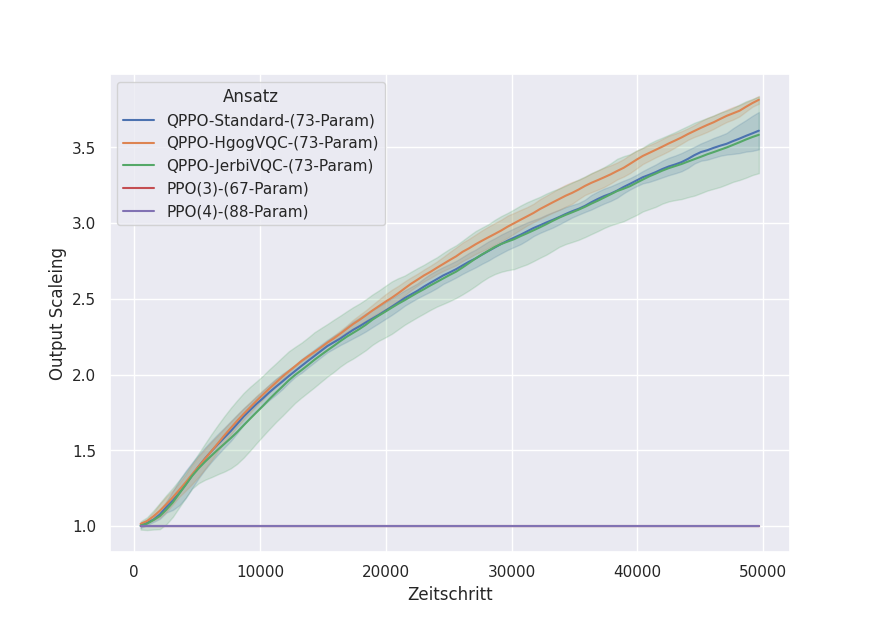 Ansatz
QPPO-Standard-(73-Param)
QPPO-HgogVQC-(73-Param)
QPPO-JerbiVQC-(73-Param)
PPO(3)-(67-Param)
PPO(4)-(88-Param)
3.5
3.0
2.5
2.0
1.5
1.0
Output Scaleing
0 10000 20000 30000 40000 50000
Zeitschritt